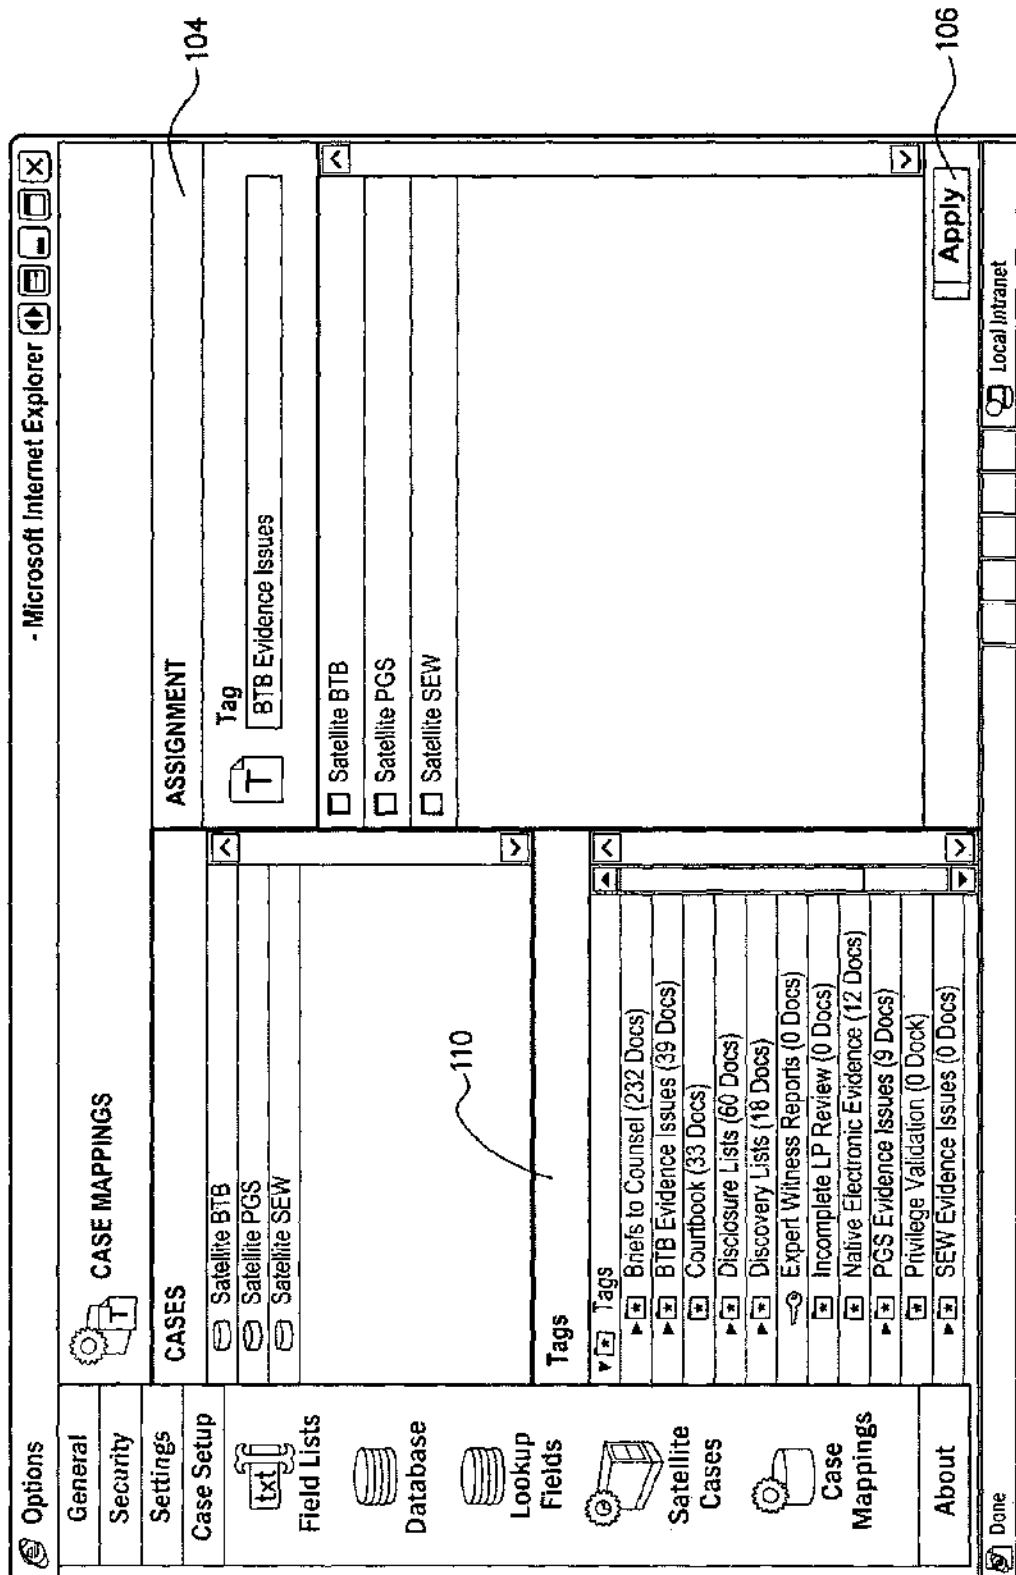 Options - Microsoft Internet Explorer
General
Security
Settings
Case Setup
txt
Field Lists
Database
Lookup
Fields
Satellite
Cases
Case
Mappings
About
T
CASE MAPPINGS
CASES
Satellite BTB
Satellite PGS
Satellite SEW
110
Tags
Tags
Briefs to Counsel (232 Docs)
BTB Evidence Issues (39 Docs)
Courtbook (33 Docs)
Disclosure Lists (60 Docs)
Discovery Lists (18 Docs)
Expert Witness Reports (0 Docs)
Incomplete LP Review (0 Docs)
Native Electronic Evidence (12 Docs)
PGS Evidence Issues (9 Docs)
Privilege Validation (0 Dock)
SEW Evidence Issues (0 Docs)
ASSIGNMENT
104
T
Tag
BTB Evidence Issues
Satellite BTB
Satellite PGS
Satellite SEW
Apply
106
Done
Local Intranet